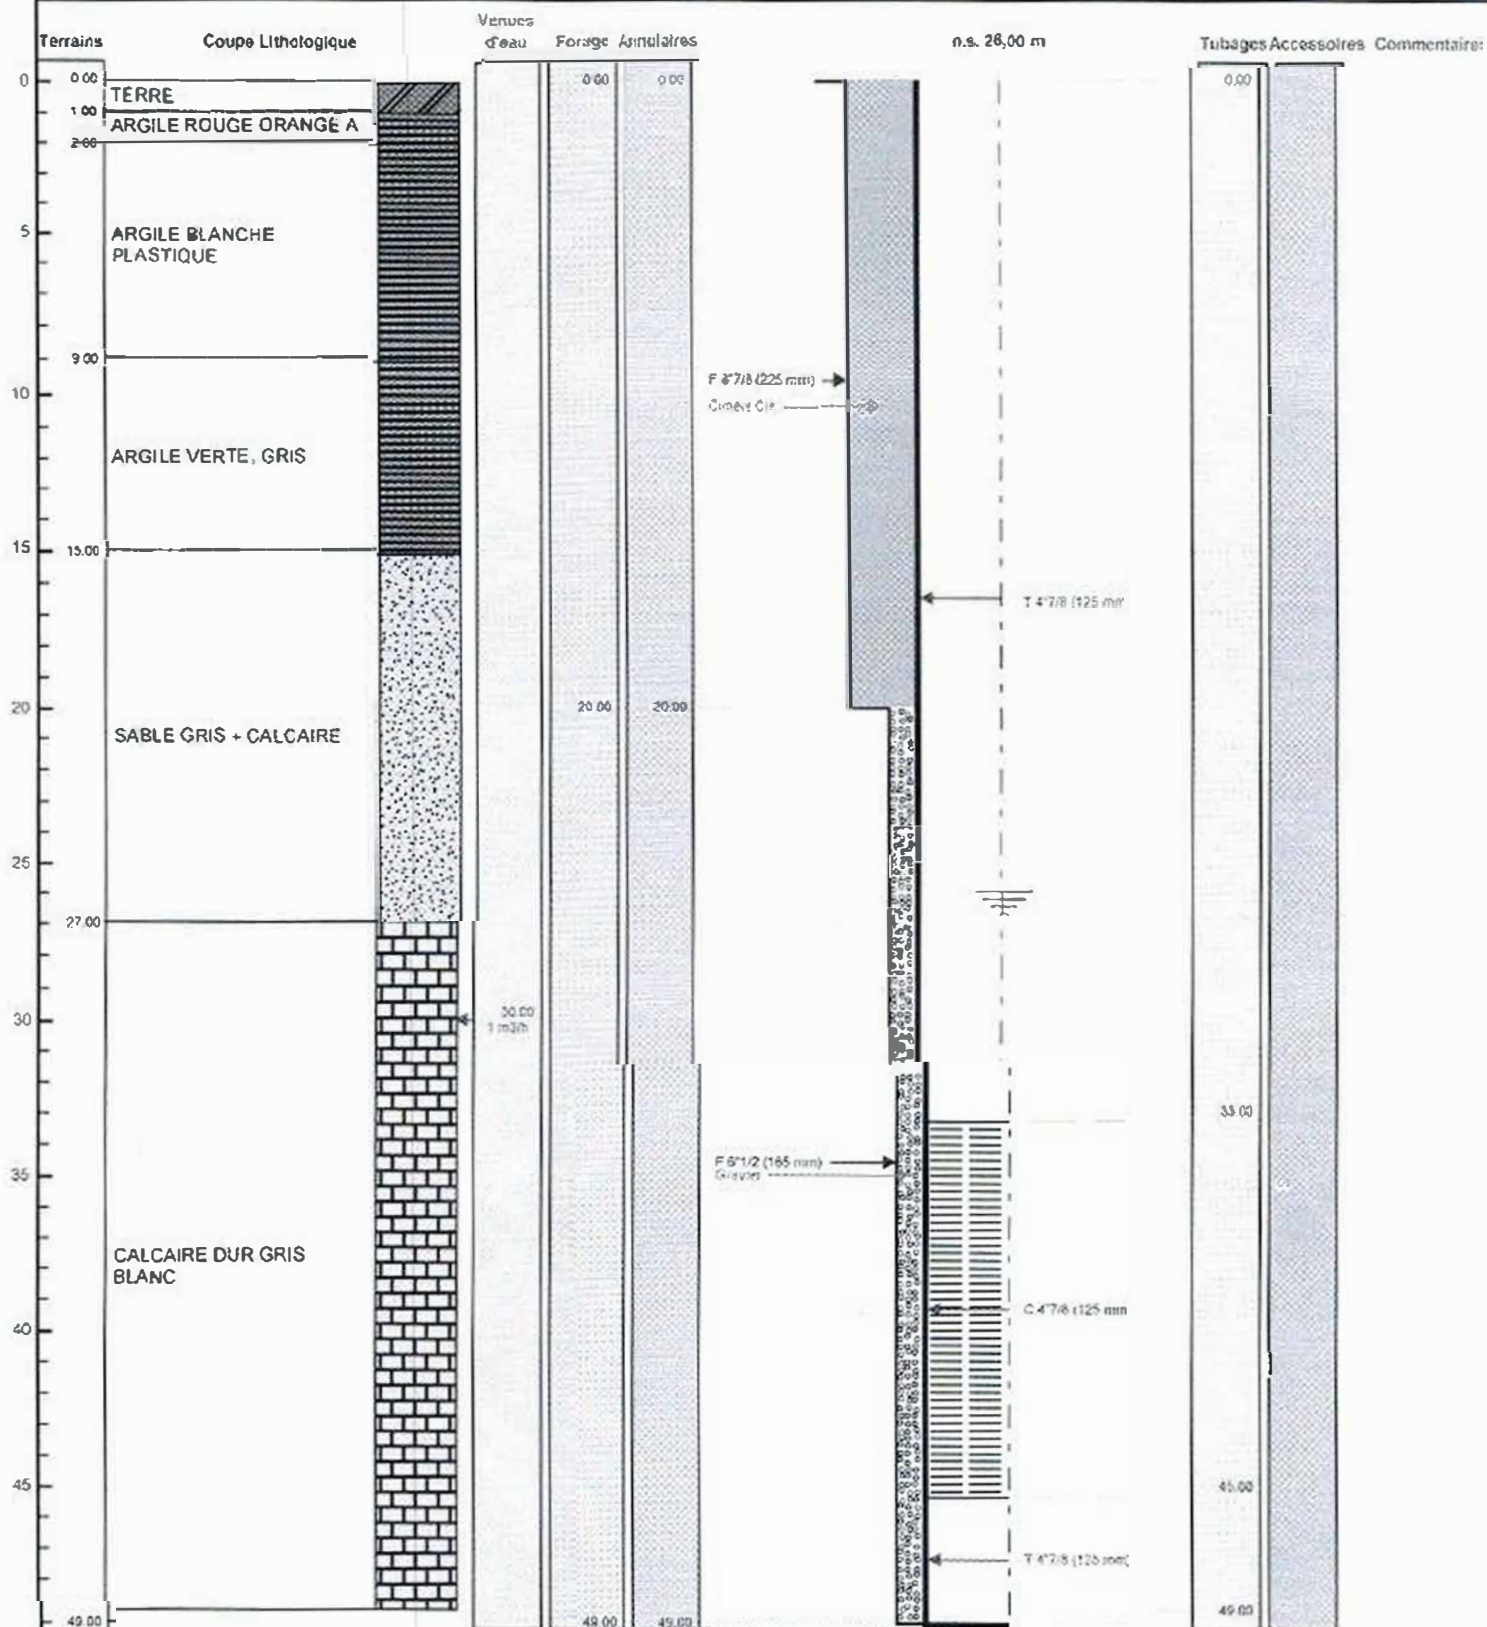 Terrains Coupe Lithologique Venues d'eau Forage Annulaires n.s. 26,00 m Tubages Accessoires Commentaires
0 0.00 0.00 0.00 0.00
TERRE
1.00
ARGILE ROUGE ORANGE A
2.00
5
ARGILE BLANCHE
PLASTIQUE
9.00
F 8"7/8 (225 mm)
10
ARGILE VERTE, GRIS
15 15.00
T 4"7/8 (125 mm
20 20.00 20.00
SABLE GRIS + CALCAIRE
25
27.00
30 30.00
1 m3/h
33.00
F 6"1/2 (165 mm)
Gravier
35
CALCAIRE DUR GRIS
BLANC
C 4"7/8 (125 mm
40
45 45.00
T 4"7/8 (125 mm)
49.00 49.00 49.00 49.00